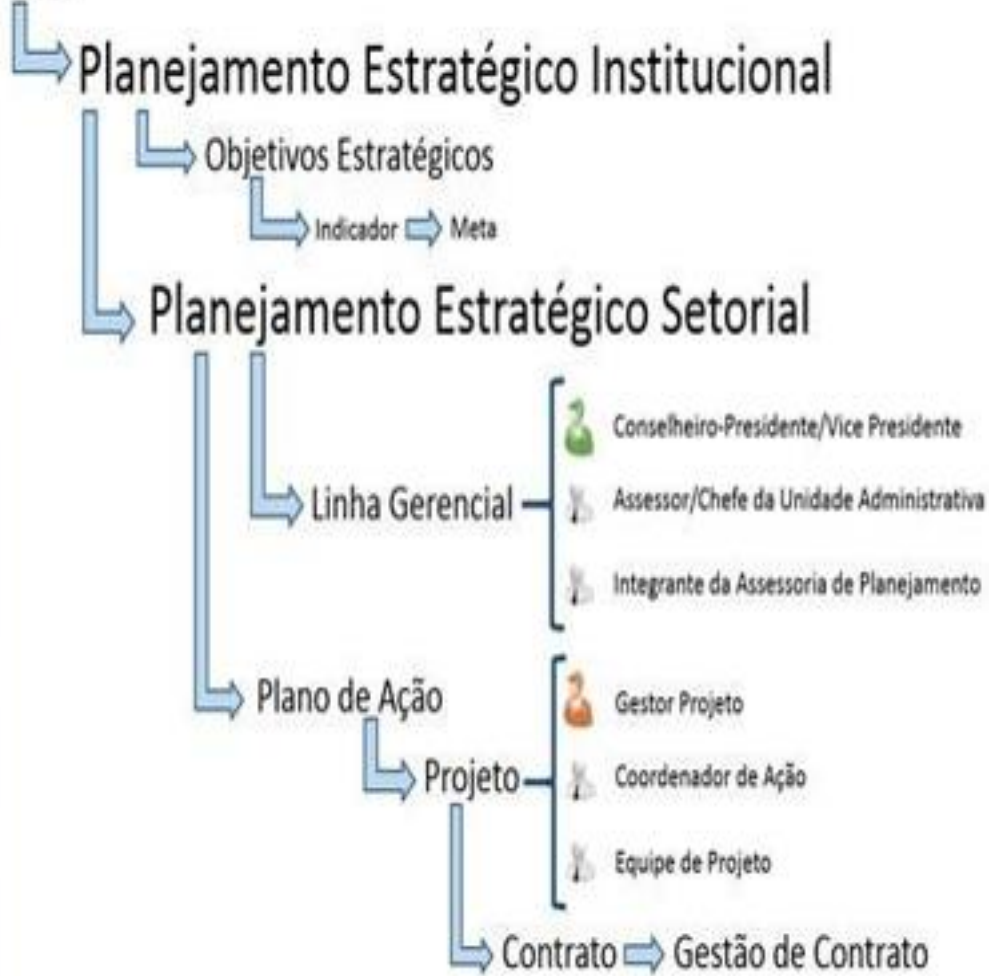 Planejamento Estratégico Institucional
Objetivos Estratégicos
Indicador Meta
Planejamento Estratégico Setorial
Conselheiro-Presidente/Vice Presidente
Linha Gerencial
Assessor/Chefe da Unidade Administrativa
Integrante da Assessoria de Planejamento
Plano de Ação
Gestor Projeto
Projeto
Coordenador de Ação
Equipe de Projeto
Contrato Gestão de Contrato